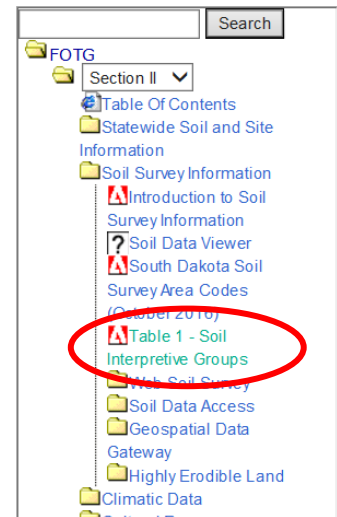 Search
FOTG
Section II
Table Of Contents
Statewide Soil and Site
Information
Soil Survey Information
Introduction to Soil
Survey Information
? Soil Data Viewer
South Dakota Soil
Survey Area Codes
(October 2016)
Table 1 - Soil
Interpretive Groups
Web Soil Survey
Soil Data Access
Geospatial Data
Gateway
Highly Erodible Land
Climatic Data